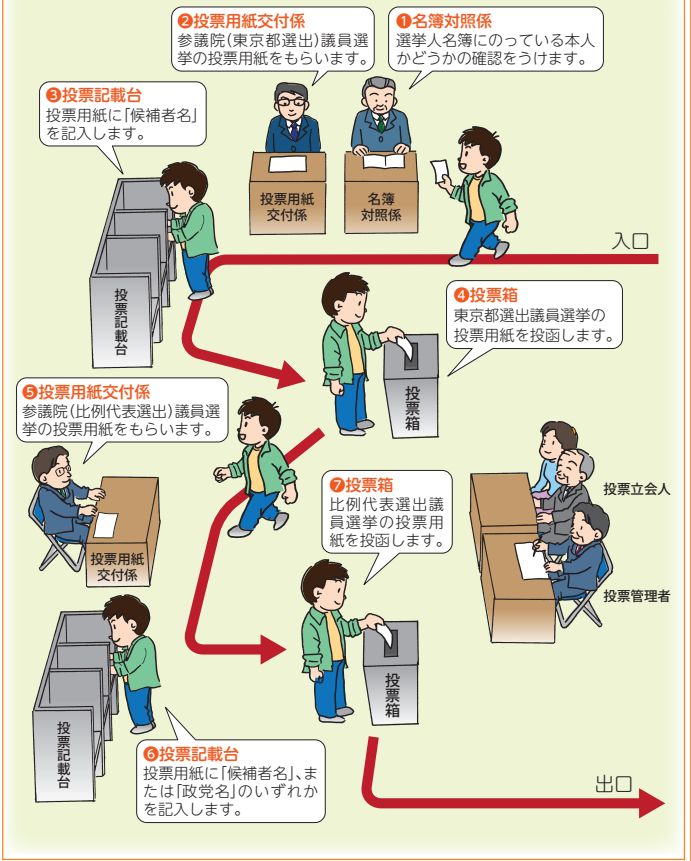 ❷投票用紙交付係
参議院(東京都選出)議員選
挙の投票用紙をもらいます。
❶名簿対照係
選挙人名簿にのっている本人
かどうかの確認をうけます。
❸投票記載台
投票用紙に「候補者名」
を記入します。
投票用紙
交付係
名簿
対照係
入口
投票記載台
❹投票箱
東京都選出議員選挙の
投票用紙を投函します。
投票箱
❺投票用紙交付係
参議院(比例代表選出)議員選
挙の投票用紙をもらいます。
投票用紙
交付係
❼投票箱
比例代表選出議
員選挙の投票用
紙を投函します。
投票立会人
投票管理者
投票箱
投票記載台
❻投票記載台
投票用紙に「候補者名」、ま
たは「政党名」のいずれか
を記入します。
出口